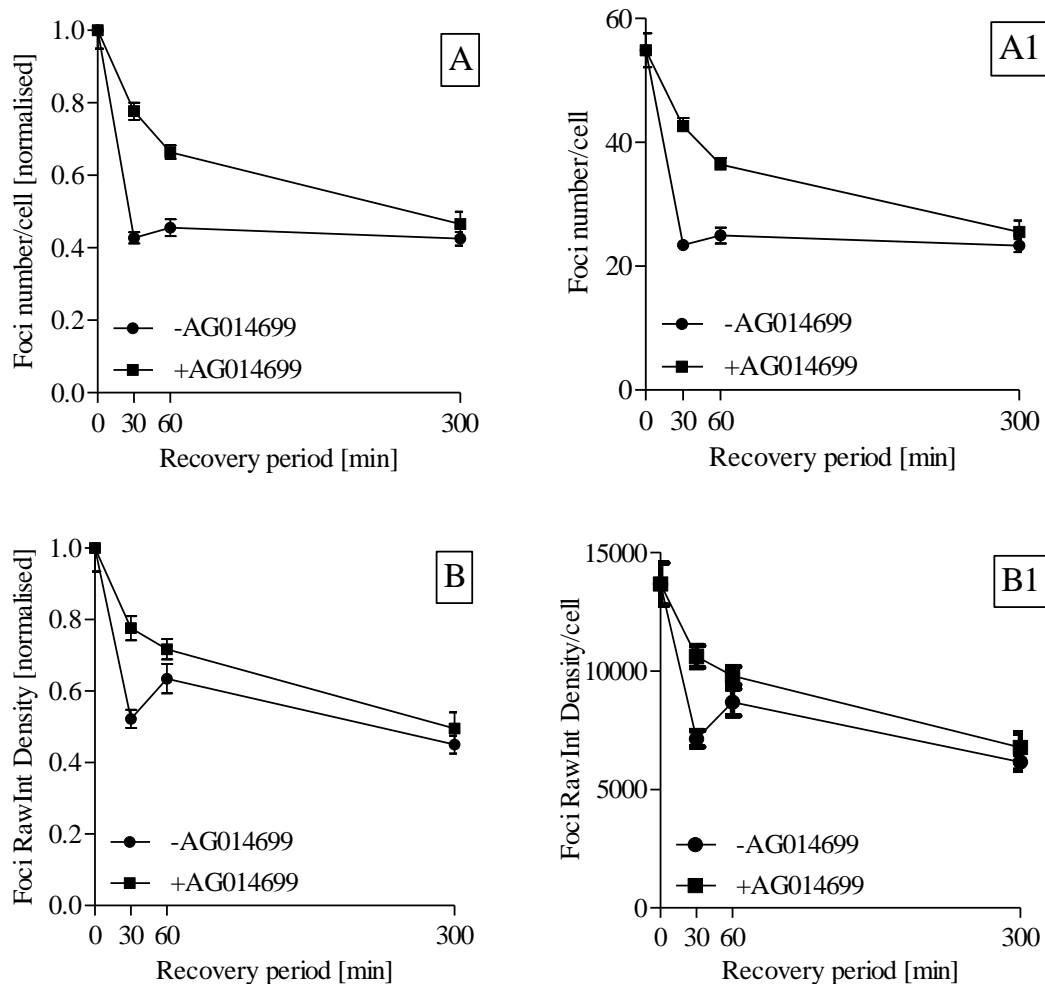 A
Foci number/cell [normalised]
1.0
0.8
0.6
0.4
0.2
0.0
-AG014699
+AG014699
0 30 60 300
Recovery period [min]
A1
Foci number/cell
60
40
20
0
-AG014699
+AG014699
0 30 60 300
Recovery period [min]
B
Foci RawInt Density [normalised]
1.0
0.8
0.6
0.4
0.2
0.0
-AG014699
+AG014699
0 30 60 300
Recovery period [min]
B1
Foci RawInt Density/cell
15000
10000
5000
0
-AG014699
+AG014699
0 30 60 300
Recovery period [min]